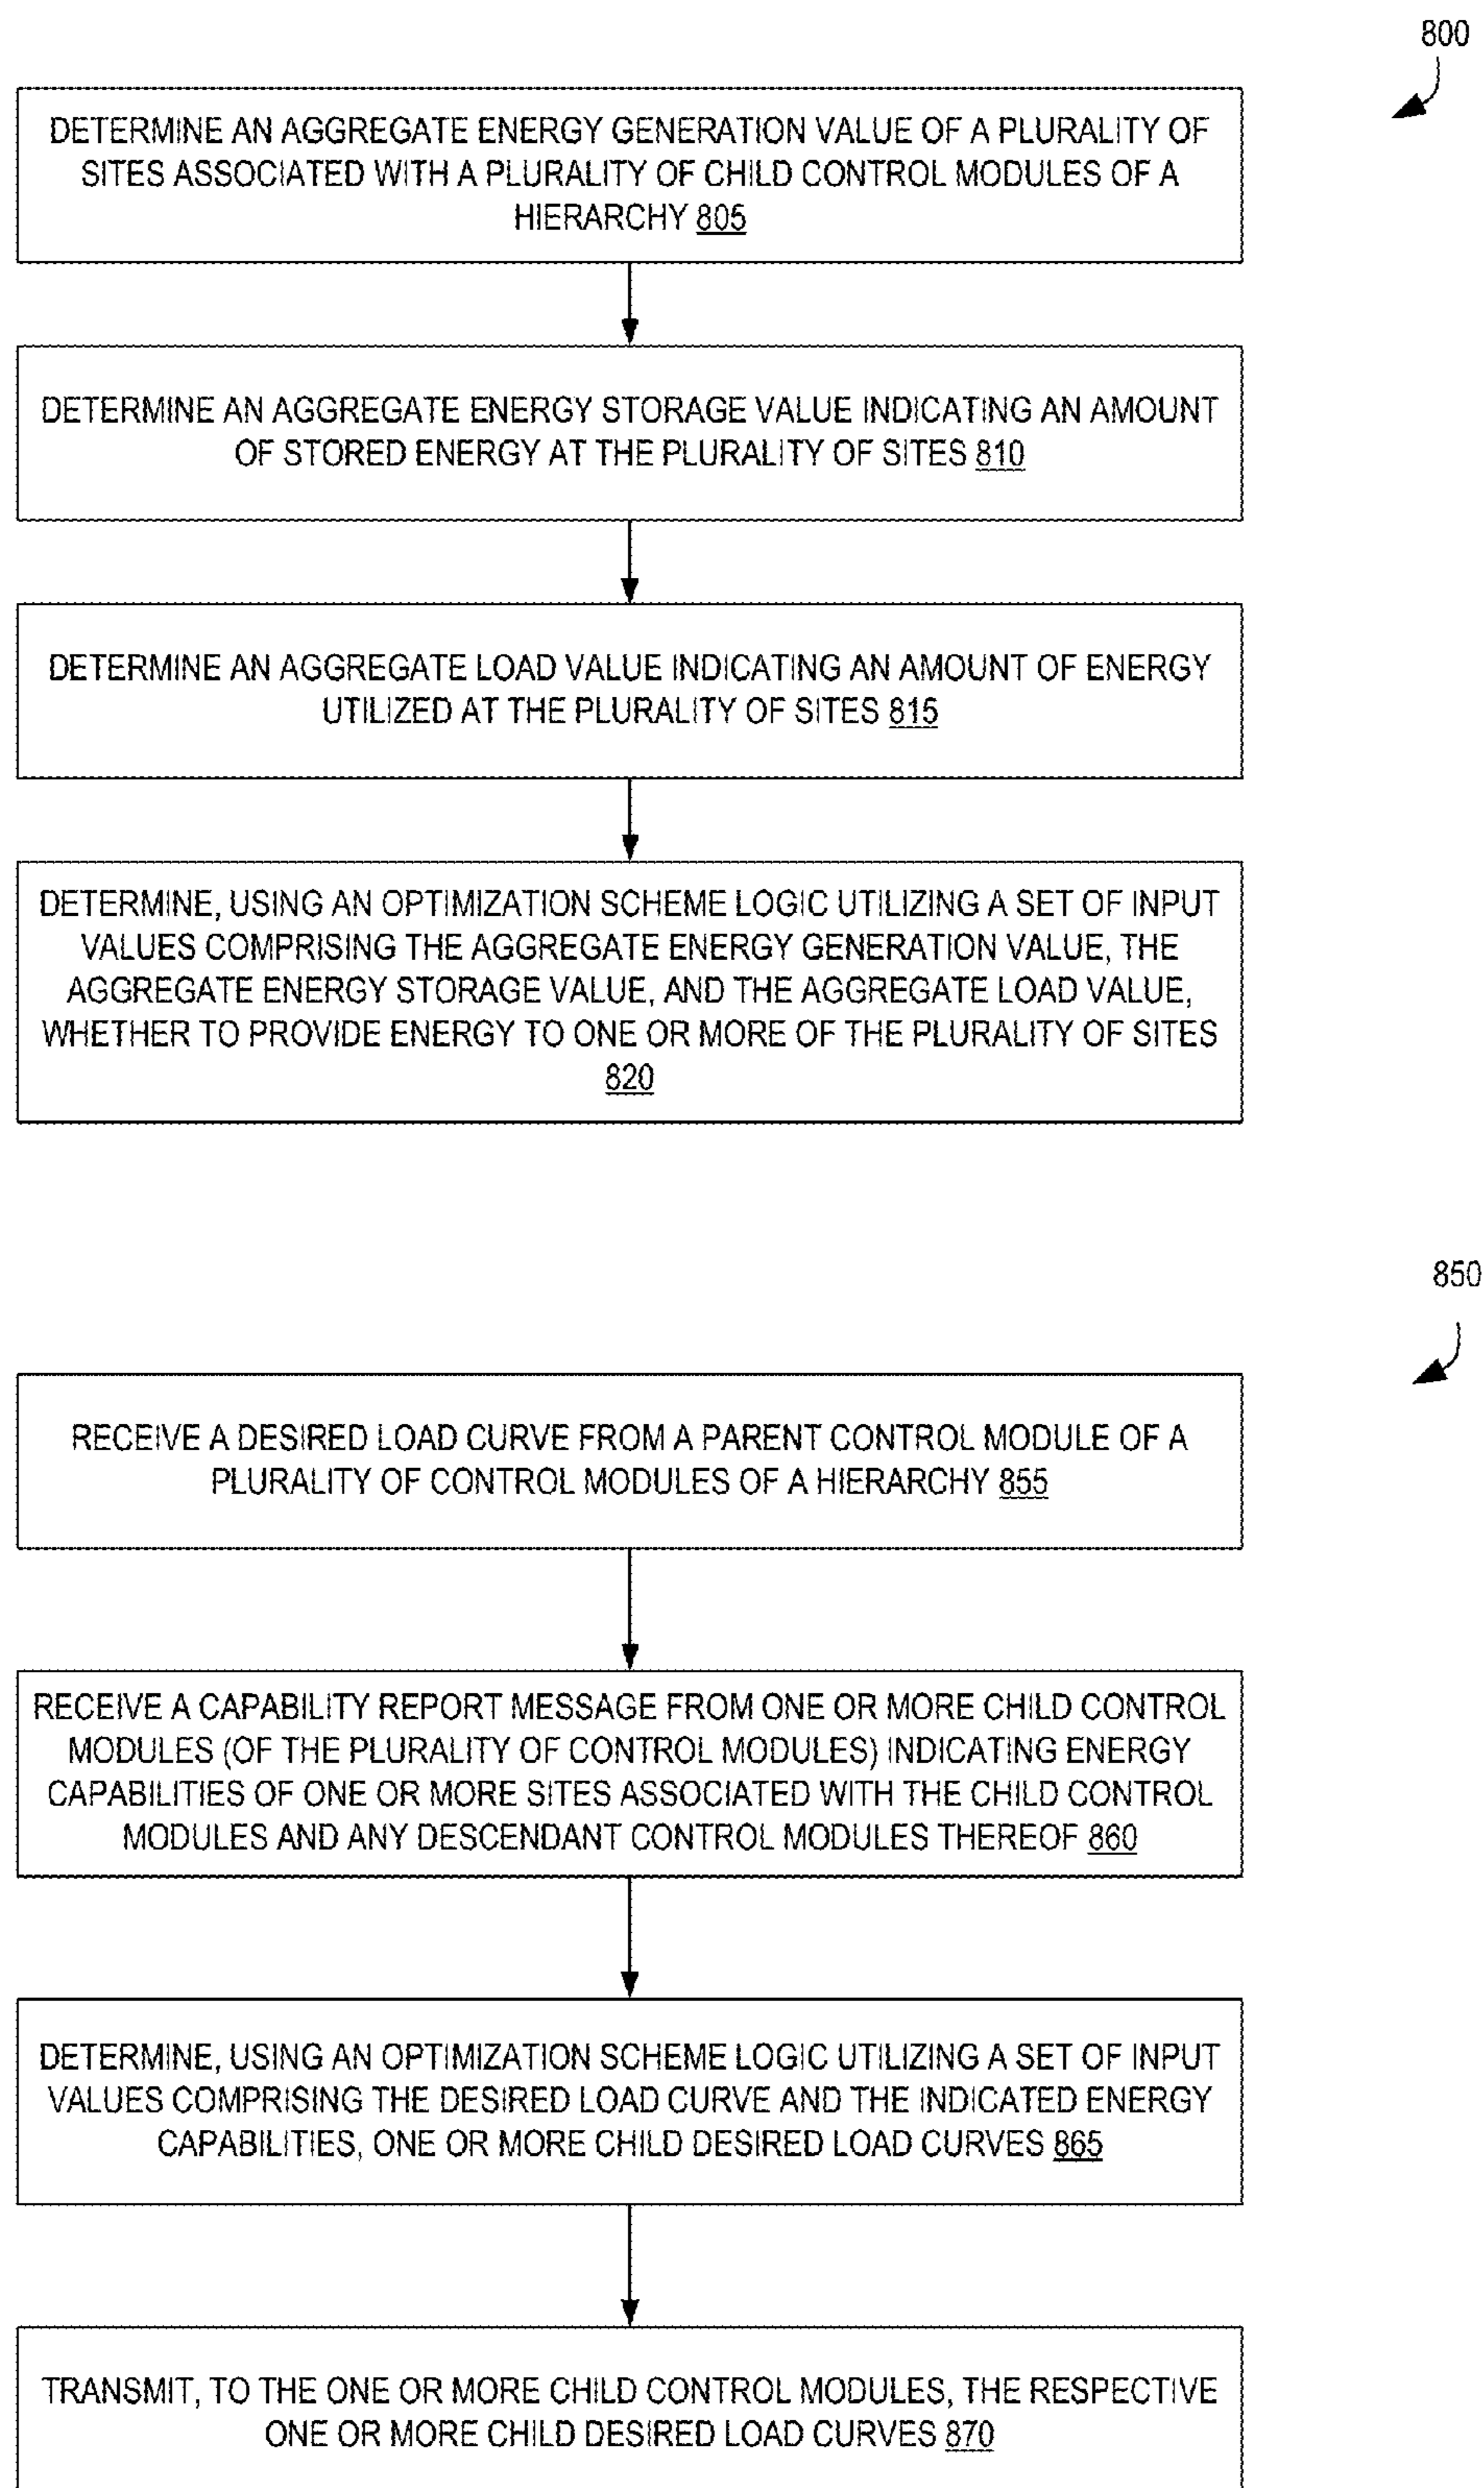 800
DETERMINE AN AGGREGATE ENERGY GENERATION VALUE OF A PLURALITY OF
SITES ASSOCIATED WITH A PLURALITY OF CHILD CONTROL MODULES OF A
HIERARCHY 805
DETERMINE AN AGGREGATE ENERGY STORAGE VALUE INDICATING AN AMOUNT
OF STORED ENERGY AT THE PLURALITY OF SITES 810
DETERMINE AN AGGREGATE LOAD VALUE INDICATING AN AMOUNT OF ENERGY
UTILIZED AT THE PLURALITY OF SITES 815
DETERMINE, USING AN OPTIMIZATION SCHEME LOGIC UTILIZING A SET OF INPUT
VALUES COMPRISING THE AGGREGATE ENERGY GENERATION VALUE, THE
AGGREGATE ENERGY STORAGE VALUE, AND THE AGGREGATE LOAD VALUE,
WHETHER TO PROVIDE ENERGY TO ONE OR MORE OF THE PLURALITY OF SITES
820
850
RECEIVE A DESIRED LOAD CURVE FROM A PARENT CONTROL MODULE OF A
PLURALITY OF CONTROL MODULES OF A HIERARCHY 855
RECEIVE A CAPABILITY REPORT MESSAGE FROM ONE OR MORE CHILD CONTROL
MODULES (OF THE PLURALITY OF CONTROL MODULES) INDICATING ENERGY
CAPABILITIES OF ONE OR MORE SITES ASSOCIATED WITH THE CHILD CONTROL
MODULES AND ANY DESCENDANT CONTROL MODULES THEREOF 860
DETERMINE, USING AN OPTIMIZATION SCHEME LOGIC UTILIZING A SET OF INPUT
VALUES COMPRISING THE DESIRED LOAD CURVE AND THE INDICATED ENERGY
CAPABILITIES, ONE OR MORE CHILD DESIRED LOAD CURVES 865
TRANSMIT, TO THE ONE OR MORE CHILD CONTROL MODULES, THE RESPECTIVE
ONE OR MORE CHILD DESIRED LOAD CURVES 870